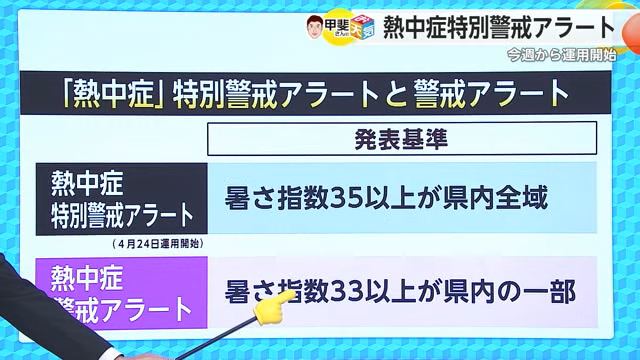 甲斐さんの お天気
熱中症特別警戒アラート
今週から運用開始
「熱中症」特別警戒アラートと警戒アラート
発表基準
熱中症
特別警戒アラート
暑さ指数35以上が県内全域
(4月24日運用開始)
熱中症
警戒アラート
暑さ指数33以上が県内の一部